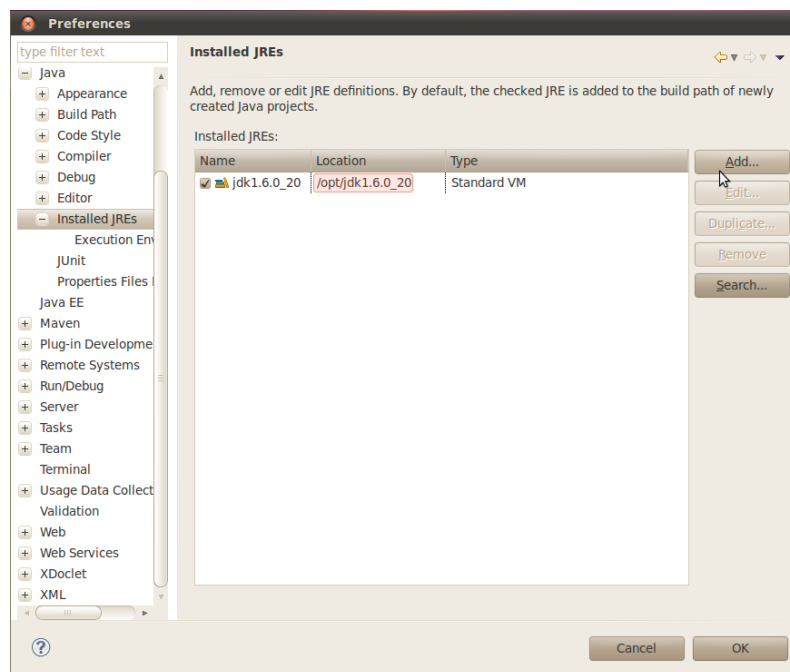 Preferences
type filter text
Java
Appearance
Build Path
Code Style
Compiler
Debug
Editor
Installed JREs
Execution Env
JUnit
Properties Files
Java EE
Maven
Plug-in Developme
Remote Systems
Run/Debug
Server
Tasks
Team
Terminal
Usage Data Collect
Validation
Web
Web Services
XDoclet
XML
Installed JREs
Add, remove or edit JRE definitions. By default, the checked JRE is added to the build path of newly
created Java projects.
Installed JREs:
Name Location Type
jdk1.6.0_20 /opt/jdk1.6.0_20 Standard VM
Add...
Edit...
Duplicate...
Remove
Search...
?
Cancel OK